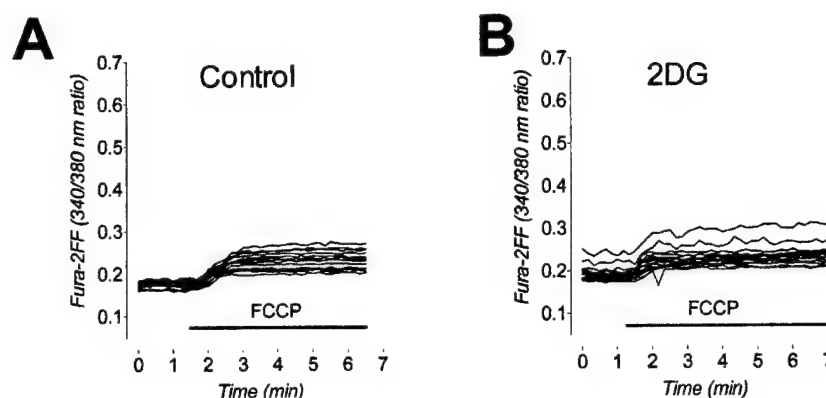 A
Control
Fura-2FF (340/380 nm ratio)
0.7
0.6
0.5
0.4
0.3
0.2
0.1
FCCP
0 1 2 3 4 5 6 7
Time (min)
B
2DG
Fura-2FF (340/380 nm ratio)
0.7
0.6
0.5
0.4
0.3
0.2
0.1
FCCP
0 1 2 3 4 5 6 7
Time (min)